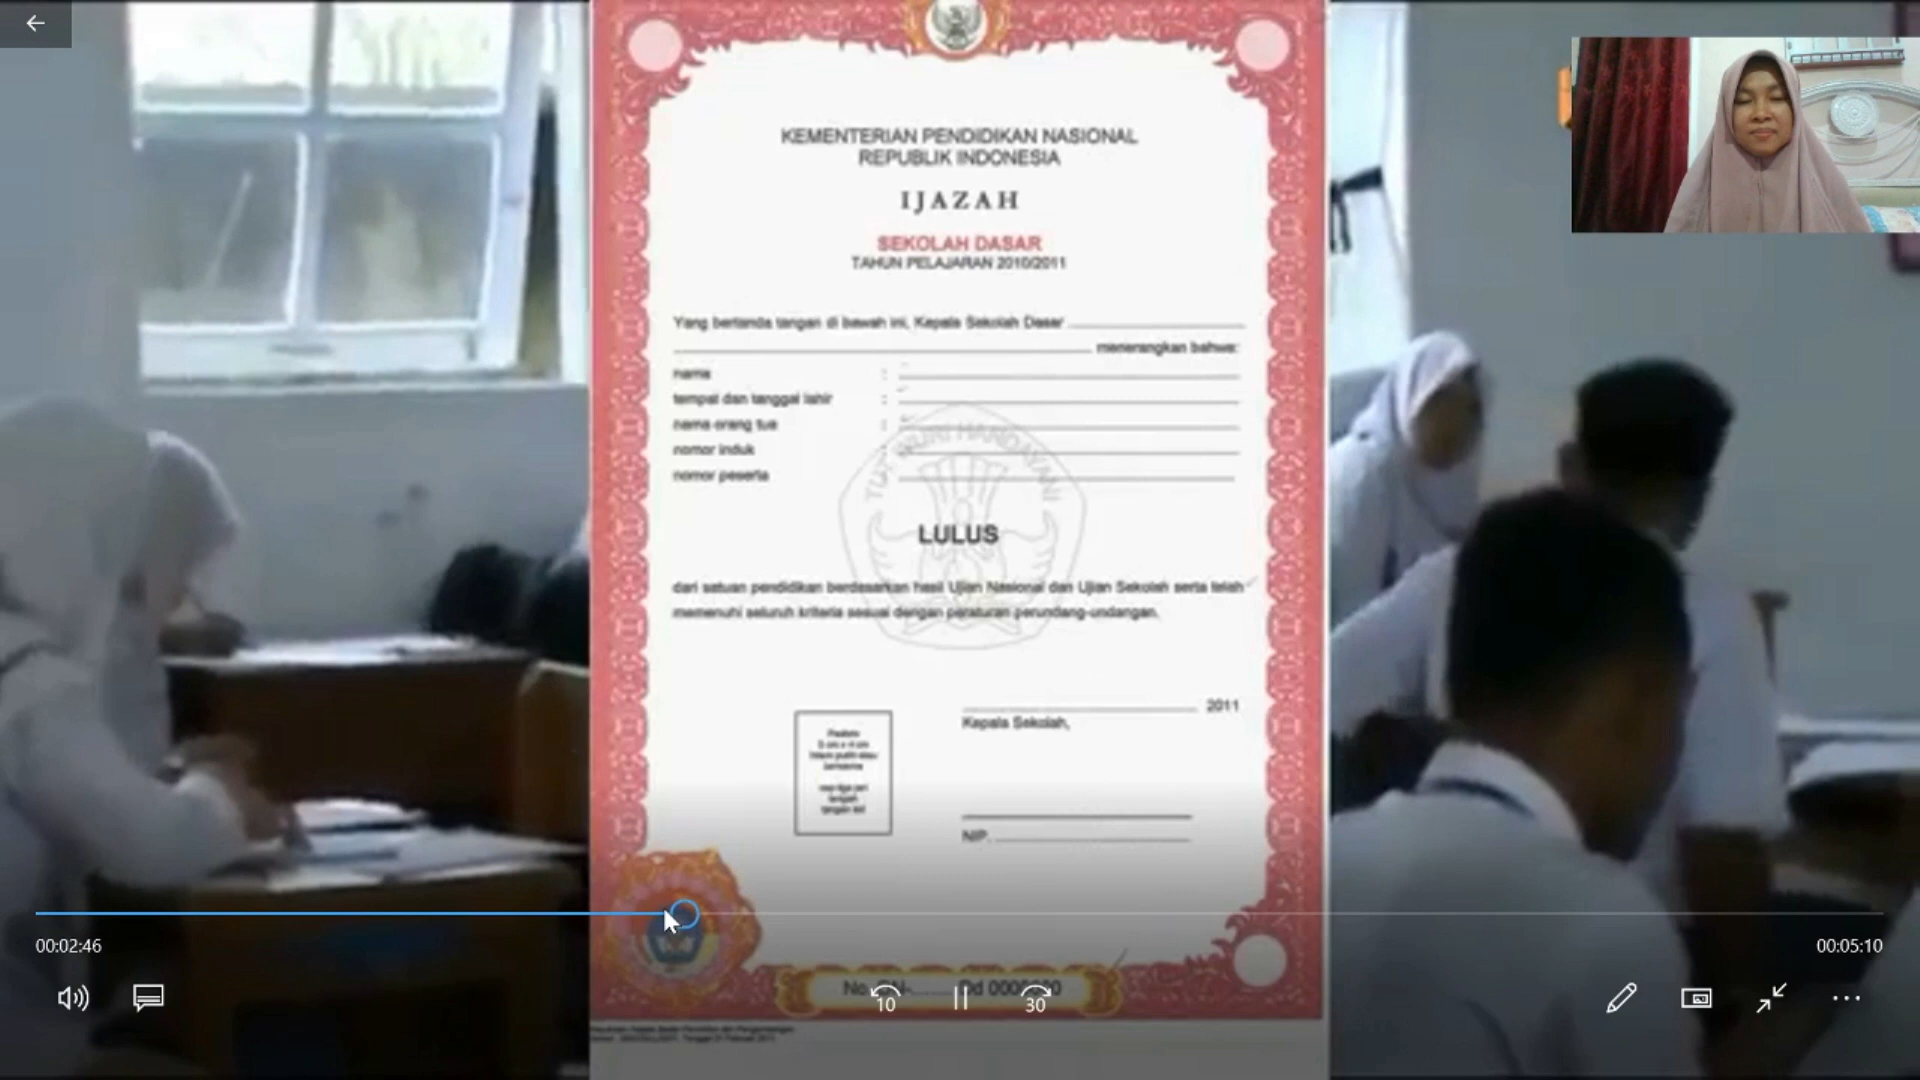 KEMENTERIAN PENDIDIKAN NASIONAL
REPUBLIK INDONESIA
IJAZAH
SEKOLAH DASAR
TAHUN PELAJARAN 2010/2011
Yang bertanda tangan di bawah ini, Kepala Sekolah Dasar
menerangkan bahwa:
nama :
tempat dan tanggal lahir :
nama orang tua :
nomor induk
nomor peserta
TUT WURI HANDAYANI
LULUS
dari satuan pendidikan berdasarkan hasil Ujian Nasional dan Ujian Sekolah serta telah
memenuhi seluruh kriteria sesuai dengan peraturan perundang-undangan.
2011
Kepala Sekolah,
NIP.
00:02:46
00:05:10
10
30